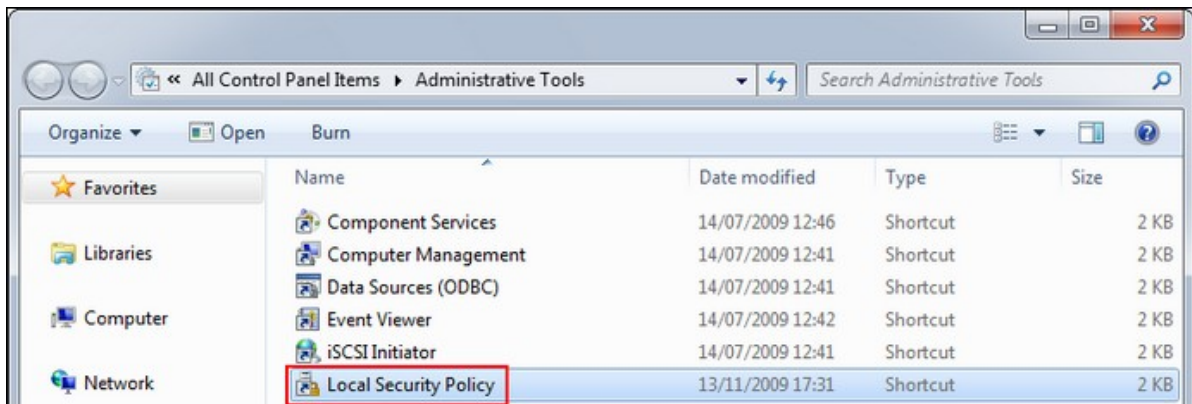 « All Control Panel Items ▸ Administrative Tools Search Administrative Tools
Organize Open Burn
Favorites
Libraries
Computer
Network
Name Date modified Type Size
Component Services 14/07/2009 12:46 Shortcut 2 KB
Computer Management 14/07/2009 12:41 Shortcut 2 KB
Data Sources (ODBC) 14/07/2009 12:41 Shortcut 2 KB
Event Viewer 14/07/2009 12:42 Shortcut 2 KB
iSCSI Initiator 14/07/2009 12:41 Shortcut 2 KB
Local Security Policy 13/11/2009 17:31 Shortcut 2 KB